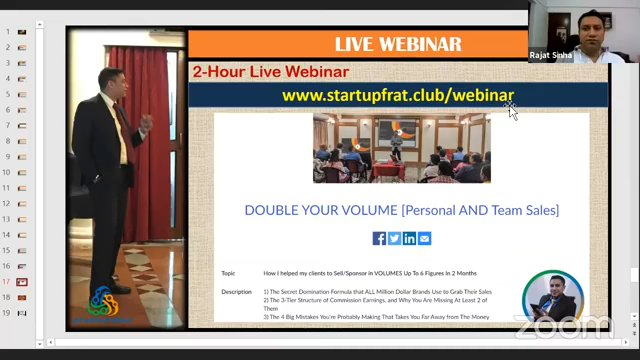 1
2
3
4
5
6
7
8
9
10
11
12
13
14
15
16
17
18
19
LIVE WEBINAR
2-Hour Live Webinar
www.startupfrat.club/webinar
DOUBLE YOUR VOLUME [Personal AND Team Sales]
Topic How I helped my clients to Sell/Sponsor in VOLUMES Up To 6 Figures in 2 Months
Description 1) The Secret Domination Formula that ALL Million Dollar Brands Use to Grab Their Sales
2) The 3-Tier Structure of Commission Earnings, and Why You Are Missing At Least 2 of
Them
3) The 4 Big Mistakes You're Probably Making That Takes You Far Away From The Money
Rajat Sinha
zoom